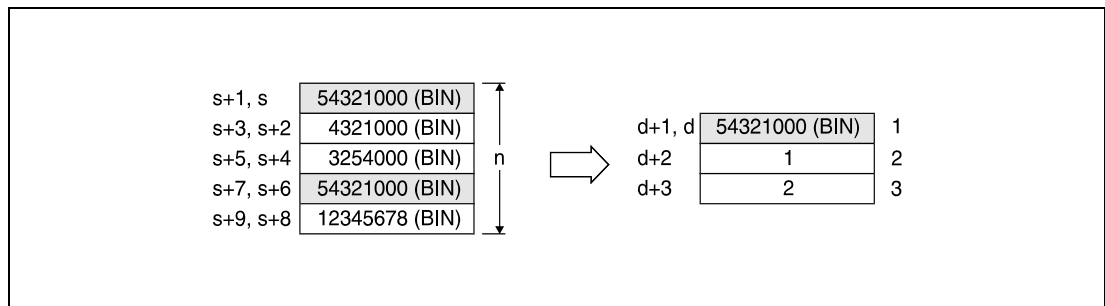 s+1, s 54321000 (BIN)
s+3, s+2 4321000 (BIN)
s+5, s+4 3254000 (BIN)
s+7, s+6 54321000 (BIN)
s+9, s+8 12345678 (BIN)
n
d+1, d 54321000 (BIN) 1
d+2 1 2
d+3 2 3